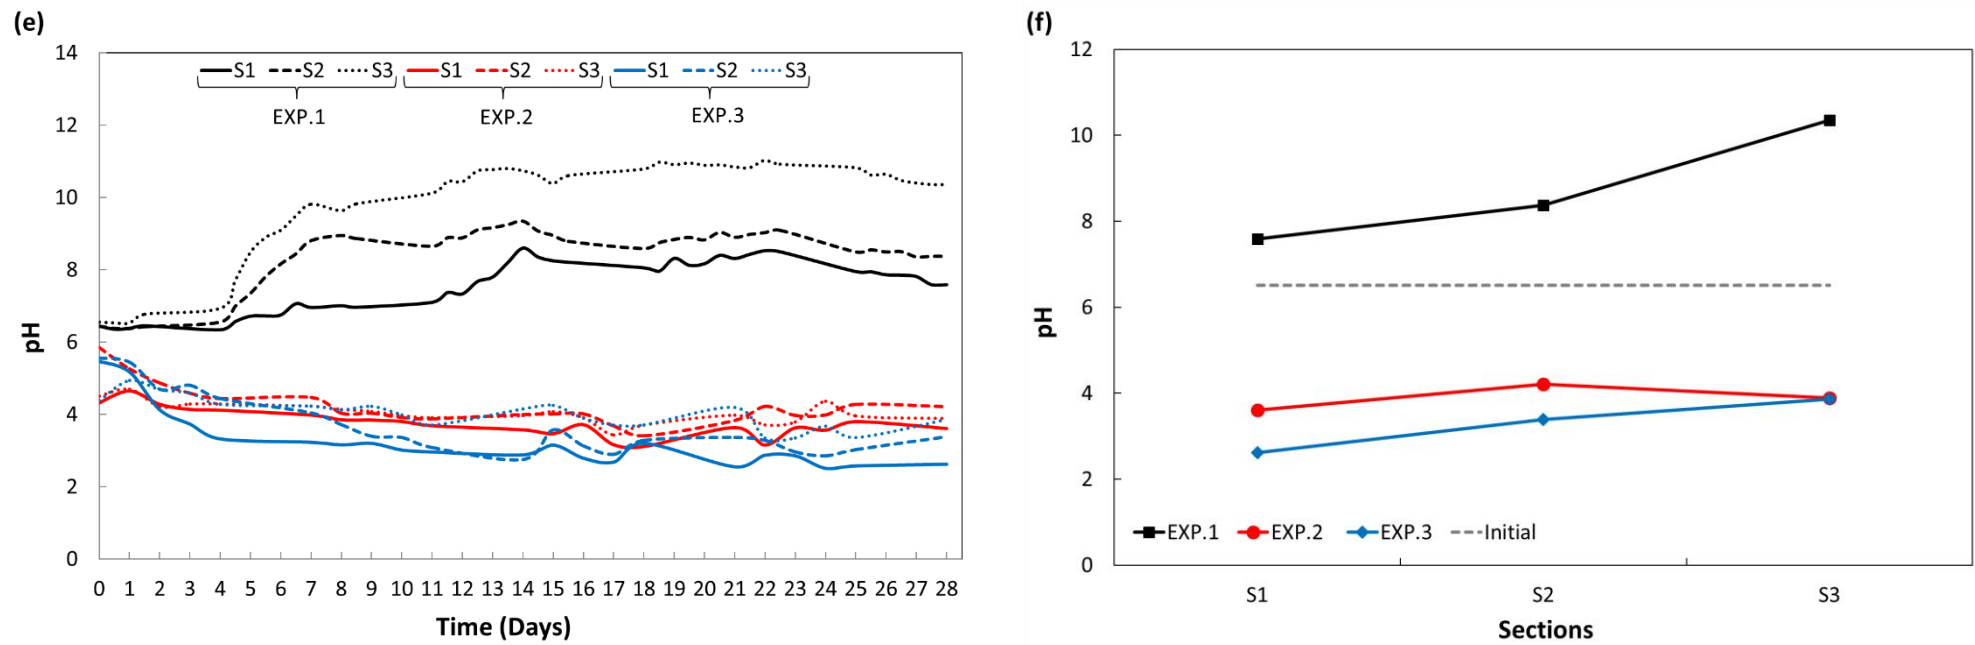 (e)
14
12
10
8
6
4
2
0
pH
S1 S2 S3 S1 S2 S3 S1 S2 S3
EXP.1 EXP.2 EXP.3
0 1 2 3 4 5 6 7 8 9 10 11 12 13 14 15 16 17 18 19 20 21 22 23 24 25 26 27 28
Time (Days)
(f)
12
10
8
6
4
2
0
pH
EXP.1 EXP.2 EXP.3 Initial
S1 S2 S3
Sections